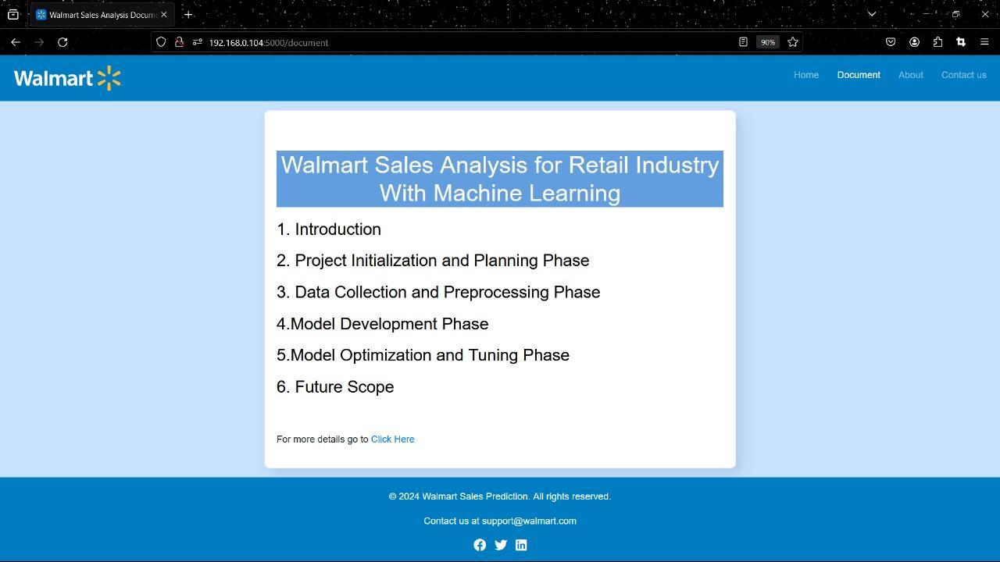 Walmart Sales Analysis Docum
192.168.0.104:5000/document
90%
Walmart
Home
Document
About
Contact us
Walmart Sales Analysis for Retail Industry
With Machine Learning
1. Introduction
2. Project Initialization and Planning Phase
3. Data Collection and Preprocessing Phase
4.Model Development Phase
5.Model Optimization and Tuning Phase
6. Future Scope
For more details go to Click Here
© 2024 Walmart Sales Prediction. All rights reserved.
Contact us at support@walmart.com